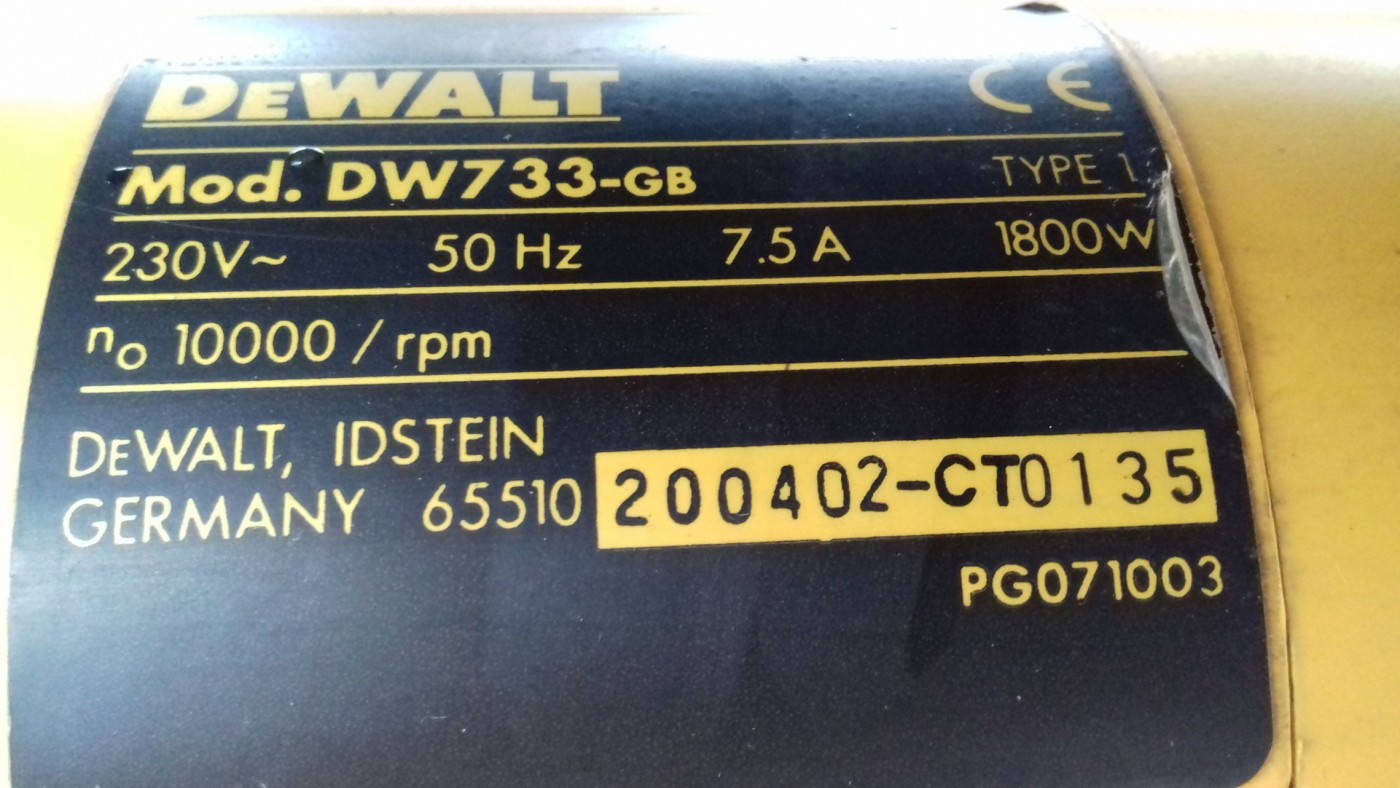 DEWALT CE
Mod. DW733-GB TYPE 1
230V~ 50 Hz 7.5 A 1800W
no 10000 / rpm
DEWALT, IDSTEIN
GERMANY 65510 200402-CT0135
PG071003